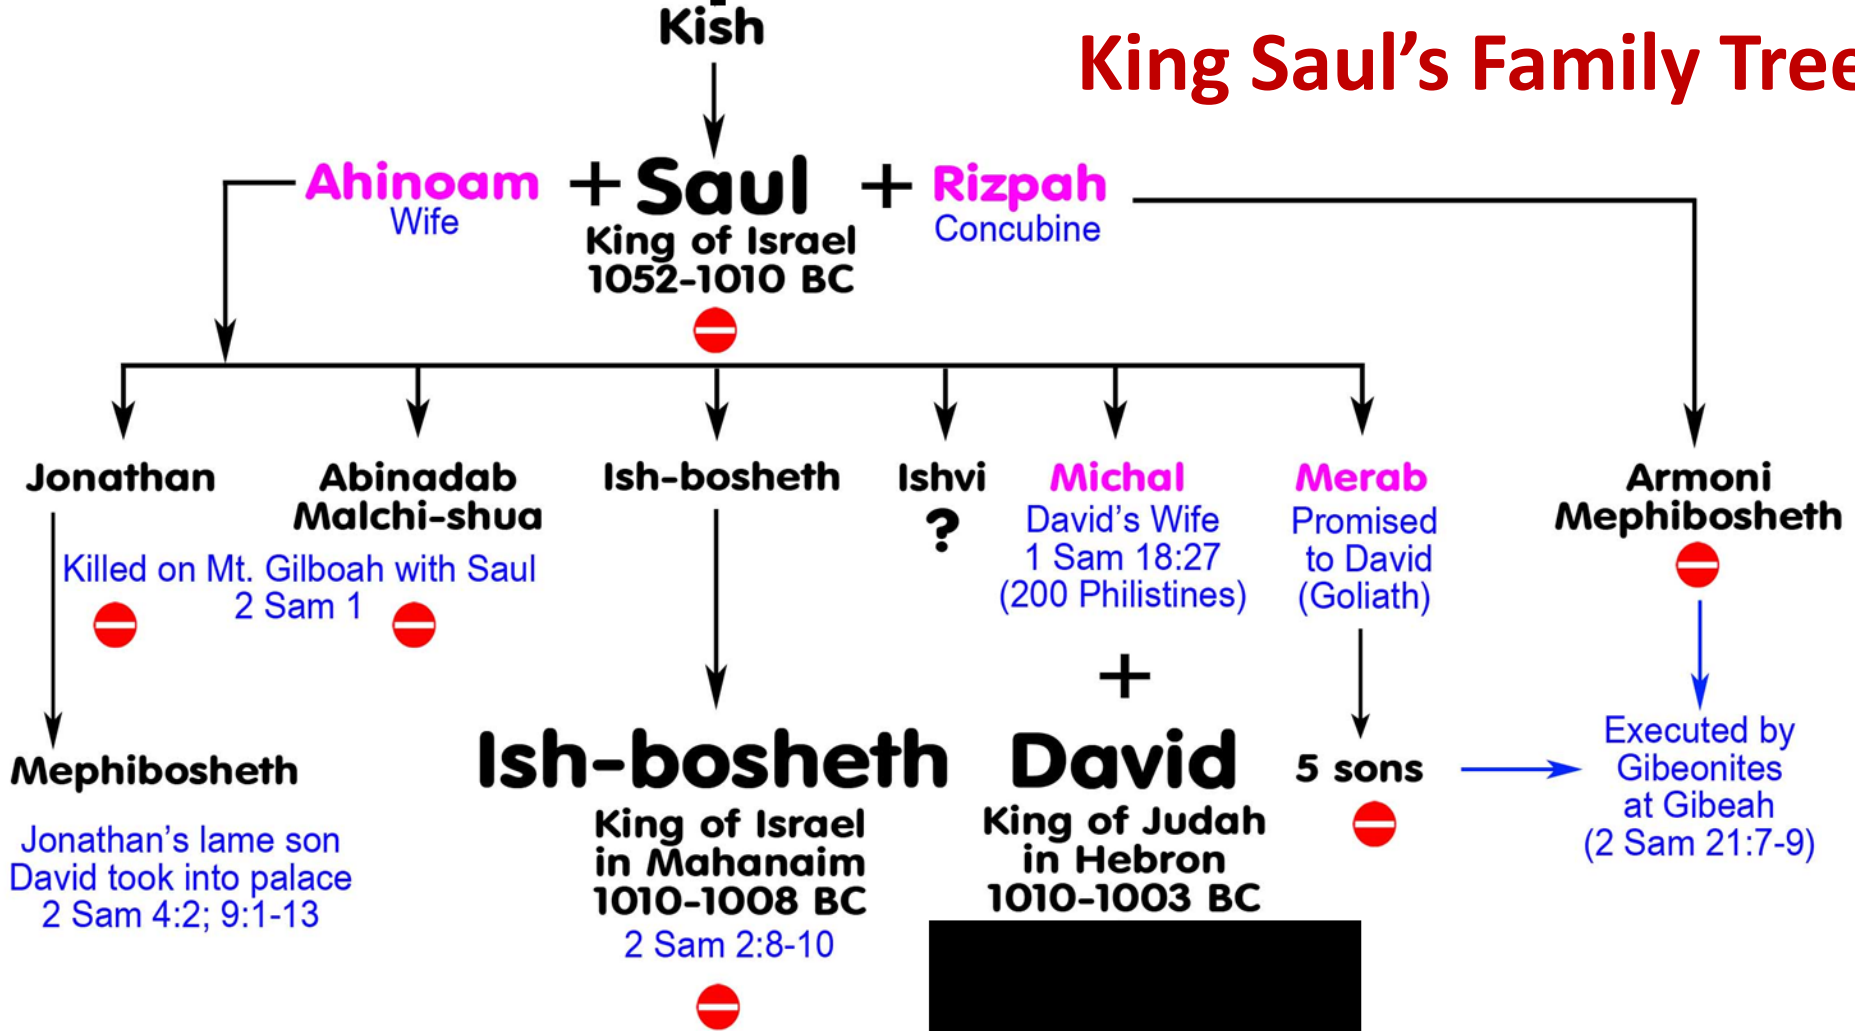 Kish
King Saul's Family Tree
Ahinoam + Saul + Rizpah
Wife
Concubine
King of Israel
1052-1010 BC
Jonathan
Abinadab
Malchi-shua
Killed on Mt. Gilboah with Saul
2 Sam 1
Ish-bosheth
Ishvi
?
Michal
David's Wife
1 Sam 18:27
(200 Philistines)
+
Merab
Promised
to David
(Goliath)
Armoni
Mephibosheth
Mephibosheth
Jonathan's lame son
David took into palace
2 Sam 4:2; 9:1-13
Ish-bosheth
King of Israel
in Mahanaim
1010-1008 BC
2 Sam 2:8-10
David
King of Judah
in Hebron
1010-1003 BC
5 sons
Executed by
Gibeonites
at Gibeah
(2 Sam 21:7-9)